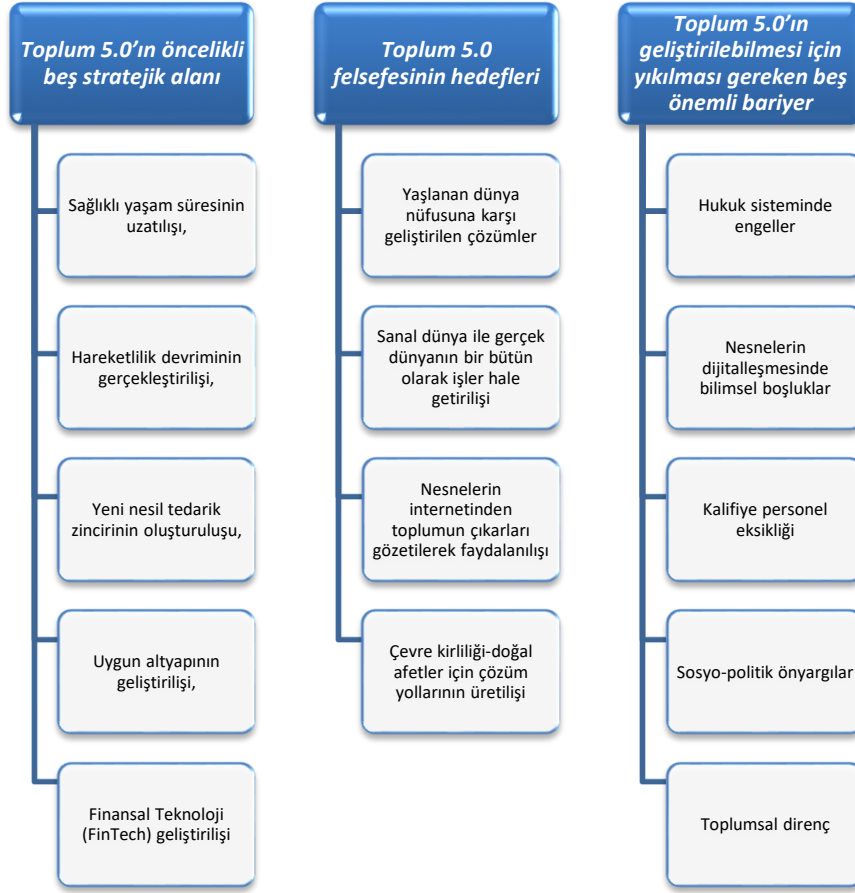 Toplum 5.0’ın öncelikli
beş stratejik alanı
Sağlıklı yaşam süresinin
uzatılışı,
Hareketlilik devriminin
gerçekleştirilişi,
Yeni nesil tedarik
zincirinin oluşturuluşu,
Uygun altyapının
geliştirilişi,
Finansal Teknoloji
(FinTech) geliştirilişi
Toplum 5.0
felsefesinin hedefleri
Yaşlanan dünya
nüfusuna karşı
geliştirilen çözümler
Sanal dünya ile gerçek
dünyanın bir bütün
olarak işler hale
getirilişi
Nesnelerin
internetinden
toplumun çıkarları
gözetilerek faydalanılışı
Çevre kirliliği-doğal
afetler için çözüm
yollarının üretilişi
Toplum 5.0’ın
geliştirilebilmesi için
yıkılması gereken beş
önemli bariyer
Hukuk sisteminde
engeller
Nesnelerin
dijitalleşmesinde
bilimsel boşluklar
Kalifiye personel
eksikliği
Sosyo-politik önyargılar
Toplumsal direnç